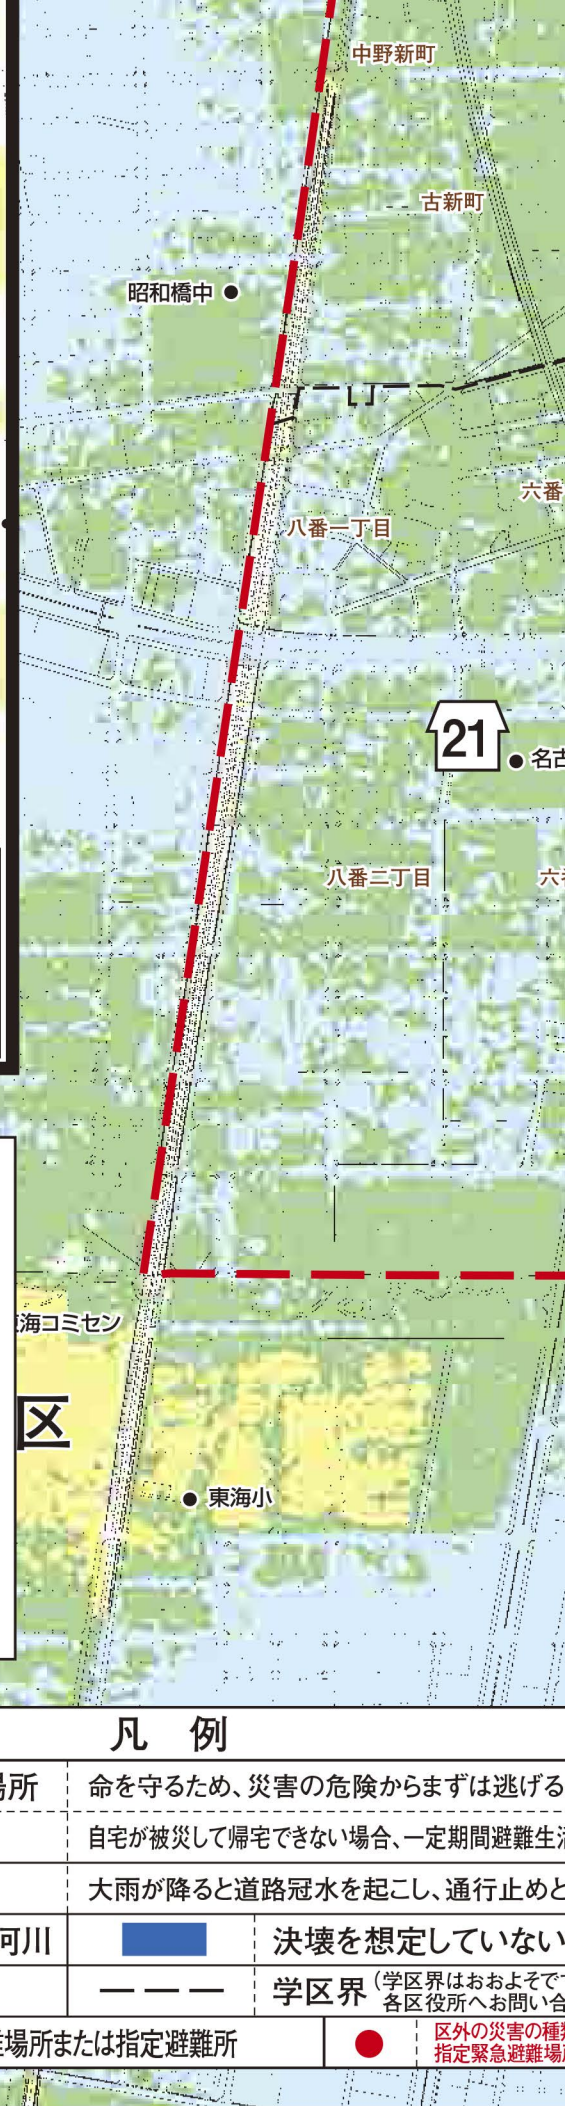 中野新町
古新町
昭和橋中
六番
八番一丁目
21
名古
八番二丁目
六
海コミセン
区
東海小
凡 例
場所
命を守るため、災害の危険からまずは逃げる
自宅が被災して帰宅できない場合、一定期間避難生活
大雨が降ると道路冠水を起こし、通行止めと
河川
決壊を想定していない
学区界(学区界はおおよそです
各区役所へお問い合
場所または指定避難所
区外の災害の種類
指定緊急避難場所